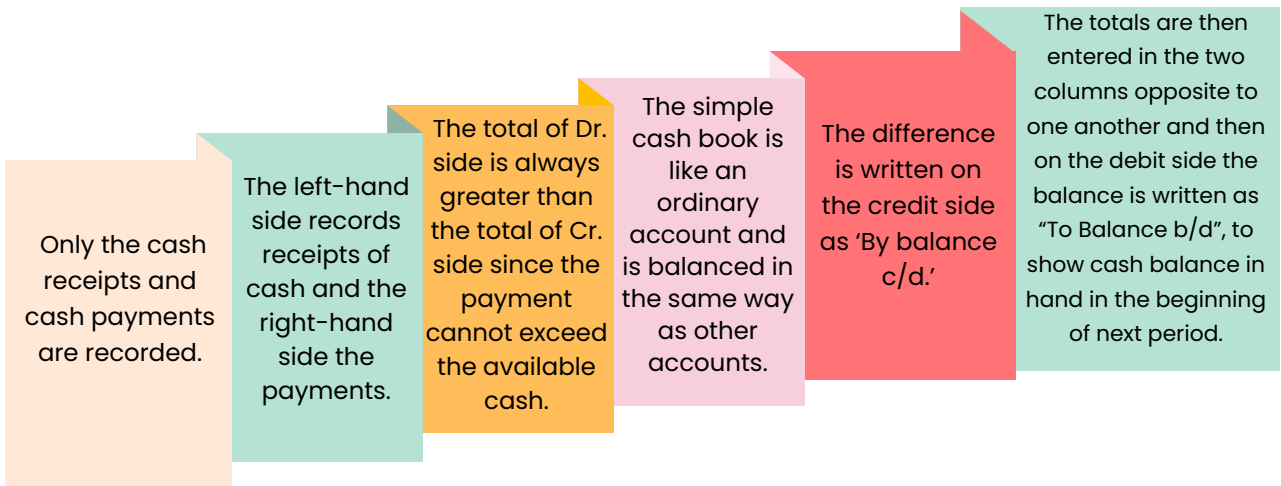 Only the cash
receipts and
cash payments
are recorded.
The left-hand
side records
receipts of
cash and the
right-hand
side the
payments.
The total of Dr.
side is always
greater than
the total of Cr.
side since the
payment
cannot exceed
the available
cash.
The simple
cash book is
like an
ordinary
account and
is balanced in
the same way
as other
accounts.
The difference
is written on
the credit side
as ‘By balance
c/d.’
The totals are then
entered in the two
columns opposite to
one another and then
on the debit side the
balance is written as
“To Balance b/d”, to
show cash balance in
hand in the beginning
of next period.